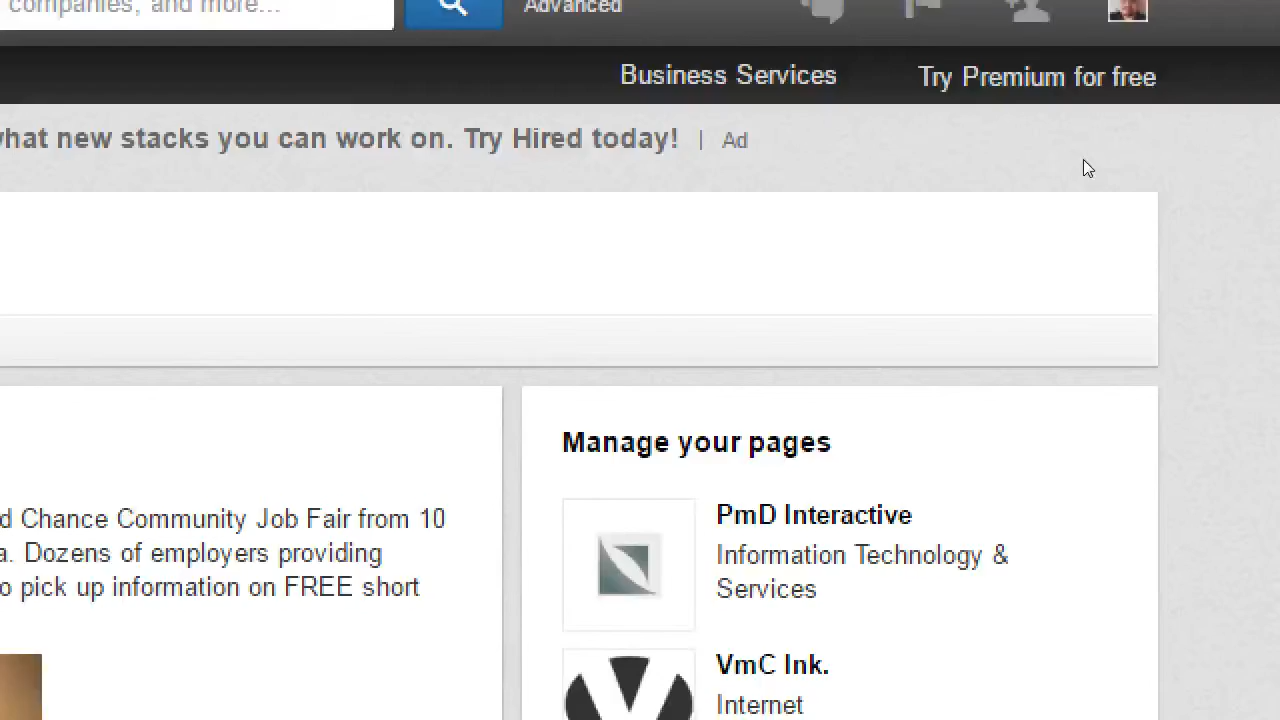 companies, and more...
Advanced
Business Services
Try Premium for free
what new stacks you can work on. Try Hired today! | Ad
Manage your pages
d Chance Community Job Fair from 10
a. Dozens of employers providing
o pick up information on FREE short
PmD Interactive
Information Technology &
Services
VmC Ink.
Internet